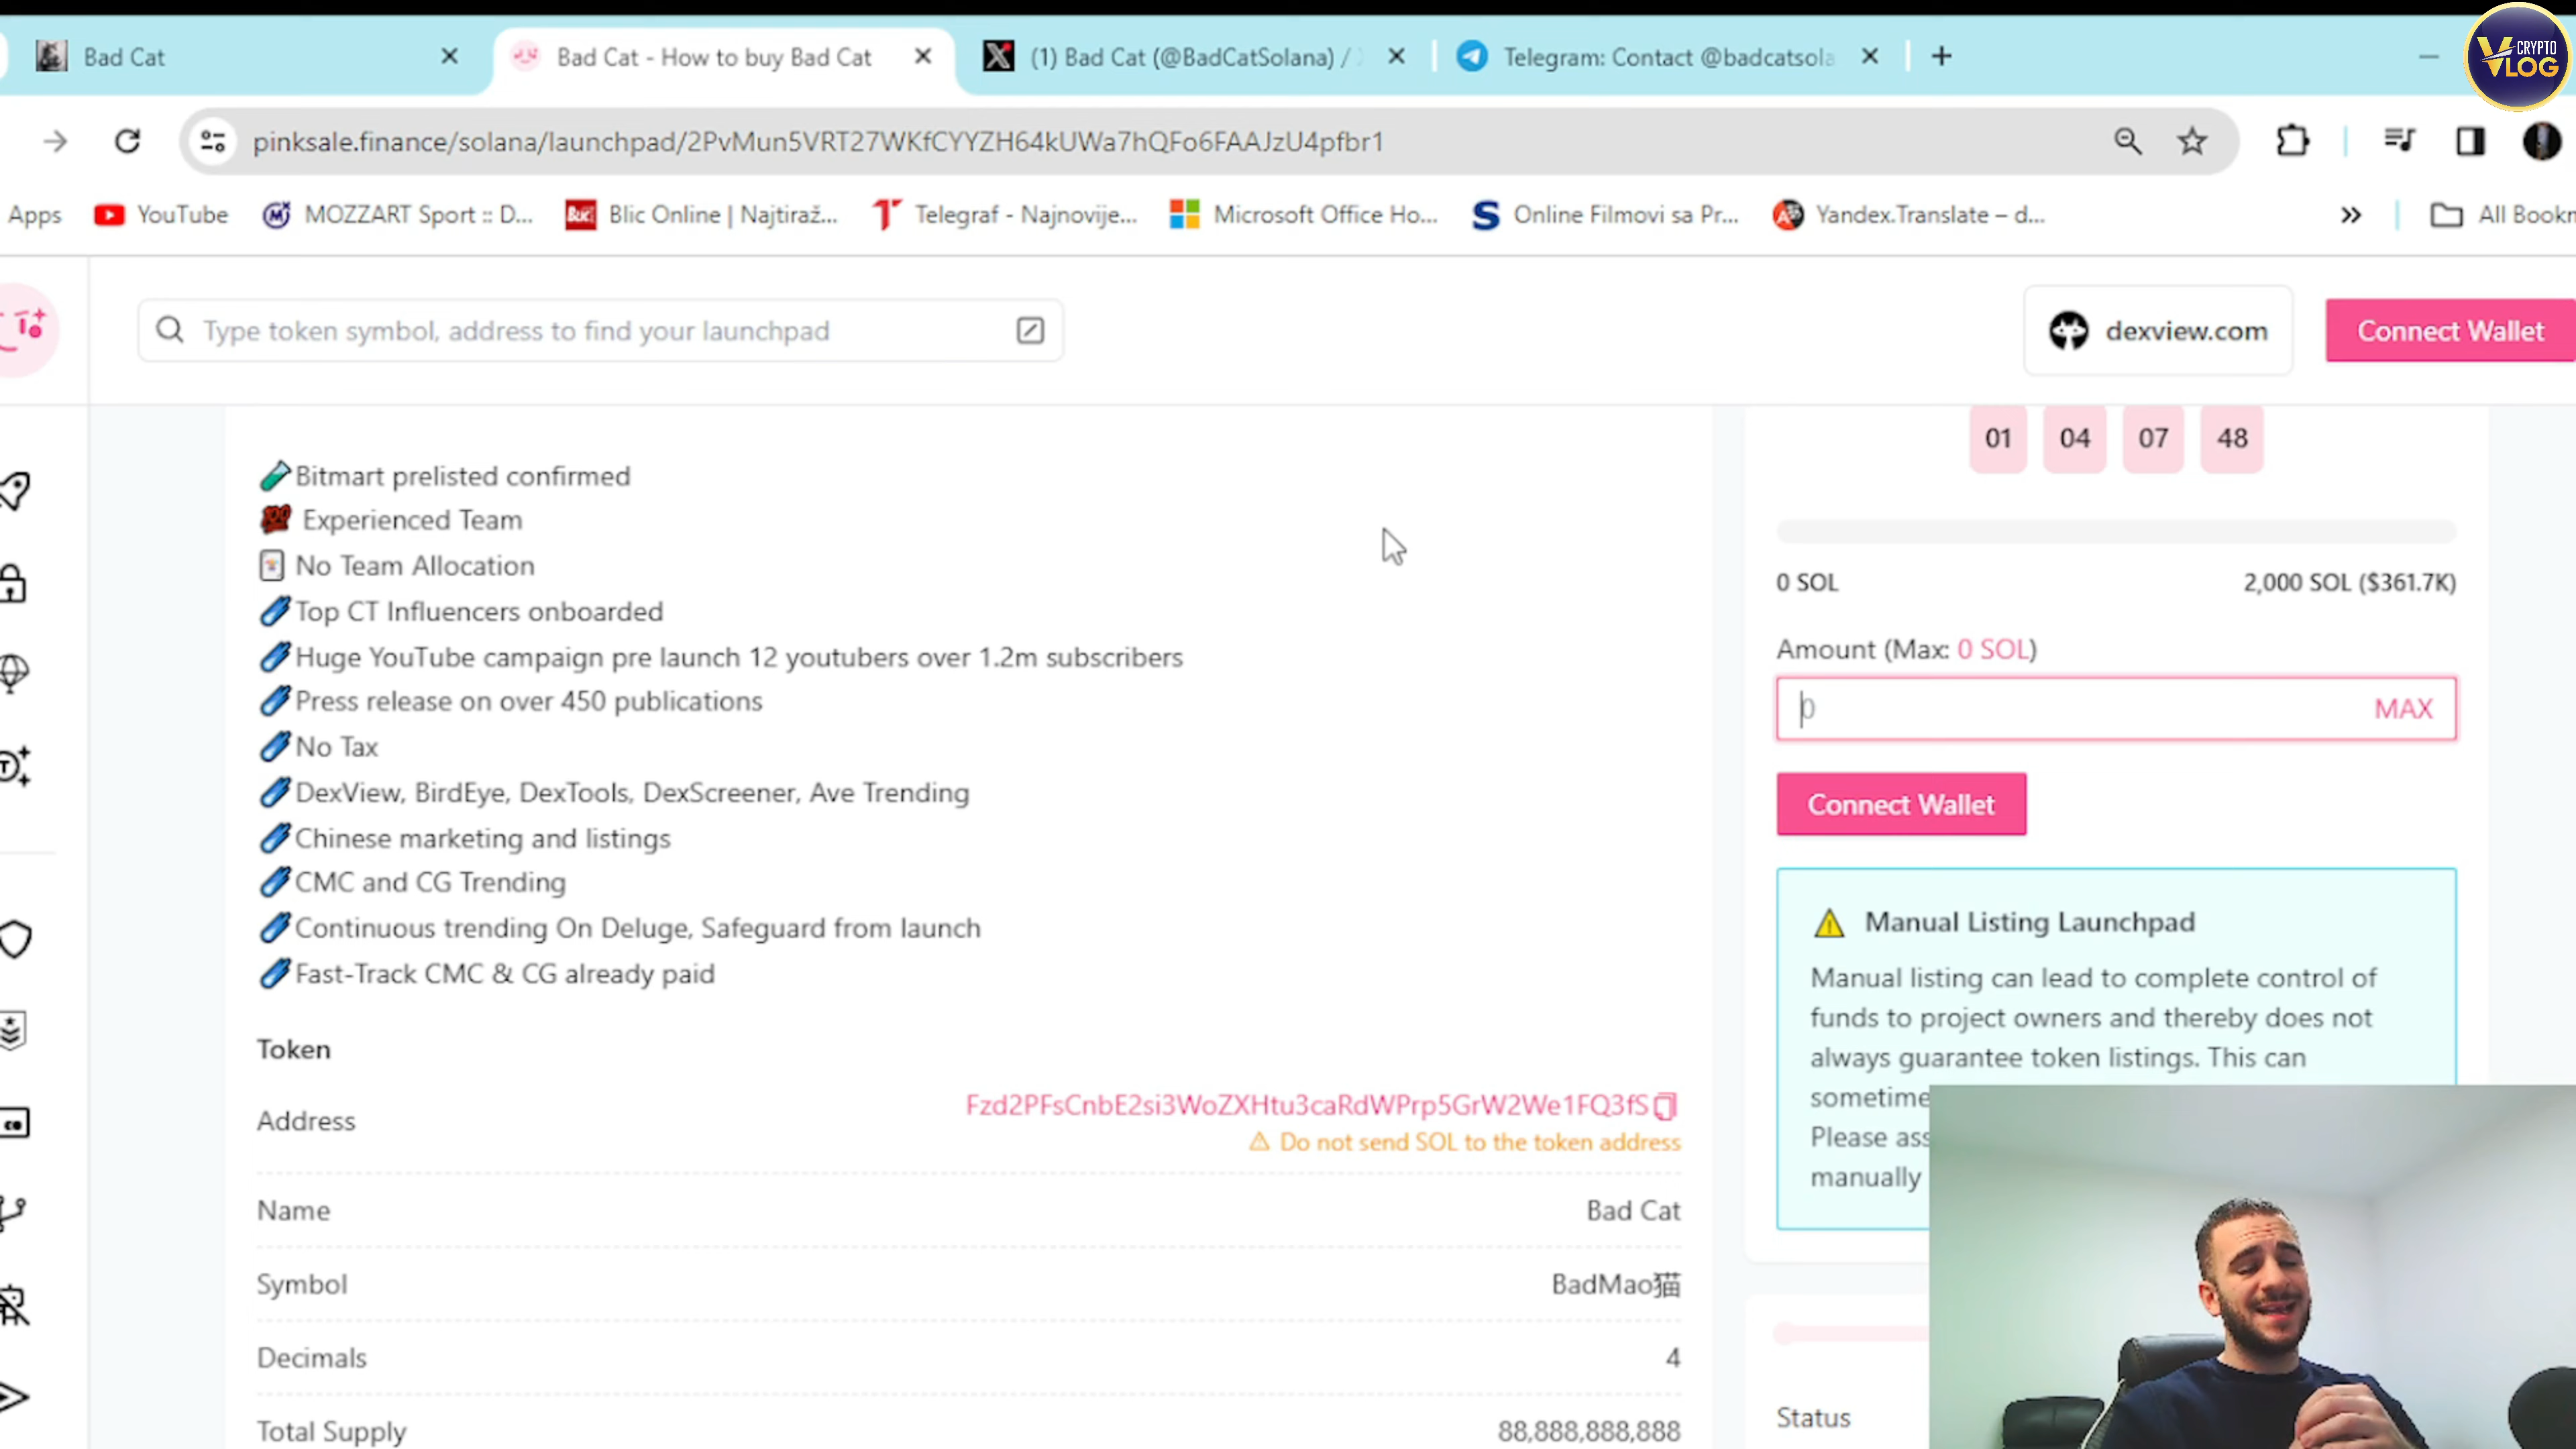 Bad Cat
Bad Cat - How to buy Bad Cat
(1) Bad Cat (@BadCatSolana) /
Telegram: Contact @badcatsola
CRYPTO
VLOG
pinksale.finance/solana/launchpad/2PvMun5VRT27WKfCYYZH64kUWa7hQFo6FAAJzU4pfbr1
Apps
YouTube
MOZZART Sport :: D...
Blic Online | Najtiraž...
Telegraf - Najnovije...
Microsoft Office Ho...
Online Filmovi sa Pr...
Yandex.Translate – d...
All Bookm
Type token symbol, address to find your launchpad
dexview.com
Connect Wallet
Bitmart prelisted confirmed
Experienced Team
No Team Allocation
Top CT Influencers onboarded
Huge YouTube campaign pre launch 12 youtubers over 1.2m subscribers
Press release on over 450 publications
No Tax
DexView, BirdEye, DexTools, DexScreener, Ave Trending
Chinese marketing and listings
CMC and CG Trending
Continuous trending On Deluge, Safeguard from launch
Fast-Track CMC & CG already paid
Token
Address
Fzd2PFsCnbE2si3WoZXHtu3caRdWPrp5GrW2We1FQ3fS
Do not send SOL to the token address
Name
Bad Cat
Symbol
BadMao猫
Decimals
4
Total Supply
88,888,888,888
01 04 07 48
0 SOL
2,000 SOL ($361.7K)
Amount (Max: 0 SOL)
0
MAX
Connect Wallet
Manual Listing Launchpad
Manual listing can lead to complete control of
funds to project owners and thereby does not
always guarantee token listings. This can
sometime
Please ass
manually
Status